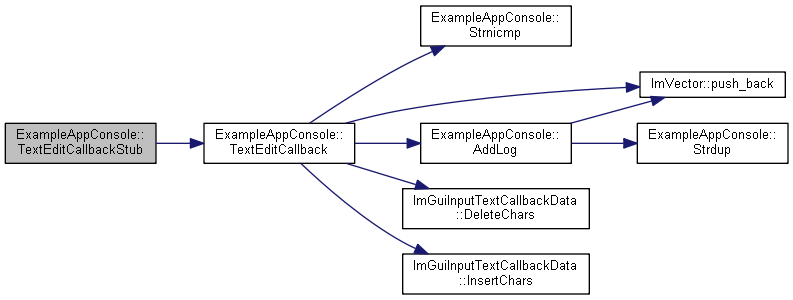 ExampleAppConsole::
Strnicmp
ImVector::push_back
ExampleAppConsole::
TextEditCallbackStub
ExampleAppConsole::
TextEditCallback
ExampleAppConsole::
AddLog
ExampleAppConsole::
Strdup
ImGuiInputTextCallbackData
::DeleteChars
ImGuiInputTextCallbackData
::InsertChars